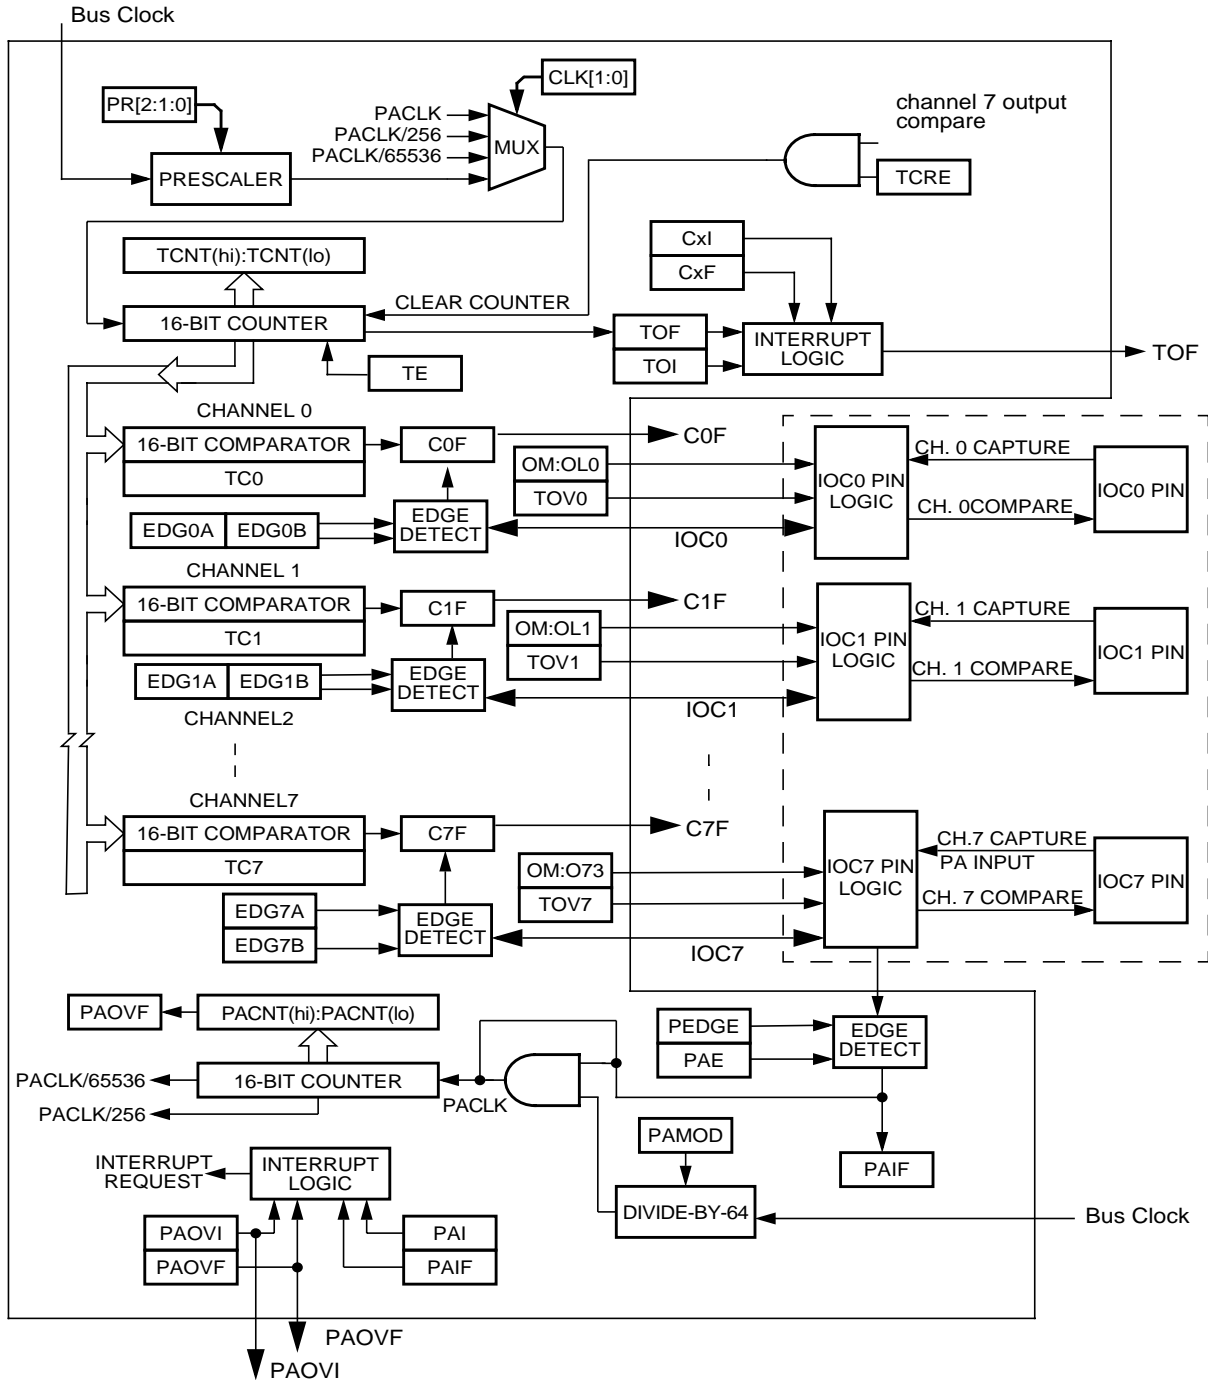 Bus Clock
PR[2:1:0]
CLK[1:0]
PACLK
PACLK/256
PACLK/65536
MUX
PRESCALER
channel 7 output
compare
TCRE
TCNT(hi):TCNT(lo)
CxI
CxF
CLEAR COUNTER
16-BIT COUNTER
TE
TOF
TOI
INTERRUPT
LOGIC
TOF
CHANNEL 0
16-BIT COMPARATOR
TC0
C0F
C0F
EDG0A
EDG0B
EDGE
DETECT
OM:OL0
TOV0
IOC0
IOC0 PIN
LOGIC
CH. 0 CAPTURE
CH. 0COMPARE
IOC0 PIN
CHANNEL 1
16-BIT COMPARATOR
TC1
C1F
C1F
EDG1A
EDG1B
EDGE
DETECT
OM:OL1
TOV1
IOC1
IOC1 PIN
LOGIC
CH. 1 CAPTURE
CH. 1 COMPARE
IOC1 PIN
CHANNEL2
CHANNEL7
16-BIT COMPARATOR
TC7
C7F
C7F
EDG7A
EDG7B
EDGE
DETECT
OM:O73
TOV7
IOC7
IOC7 PIN
LOGIC
CH.7 CAPTURE
PA INPUT
CH. 7 COMPARE
IOC7 PIN
PAOVF
PACNT(hi):PACNT(lo)
PACLK/65536
16-BIT COUNTER
PACLK/256
PACLK
PEDGE
PAE
EDGE
DETECT
PAMOD
PAIF
DIVIDE-BY-64
Bus Clock
INTERRUPT
REQUEST
INTERRUPT
LOGIC
PAOVI
PAOVF
PAI
PAIF
PAOVF
PAOVI